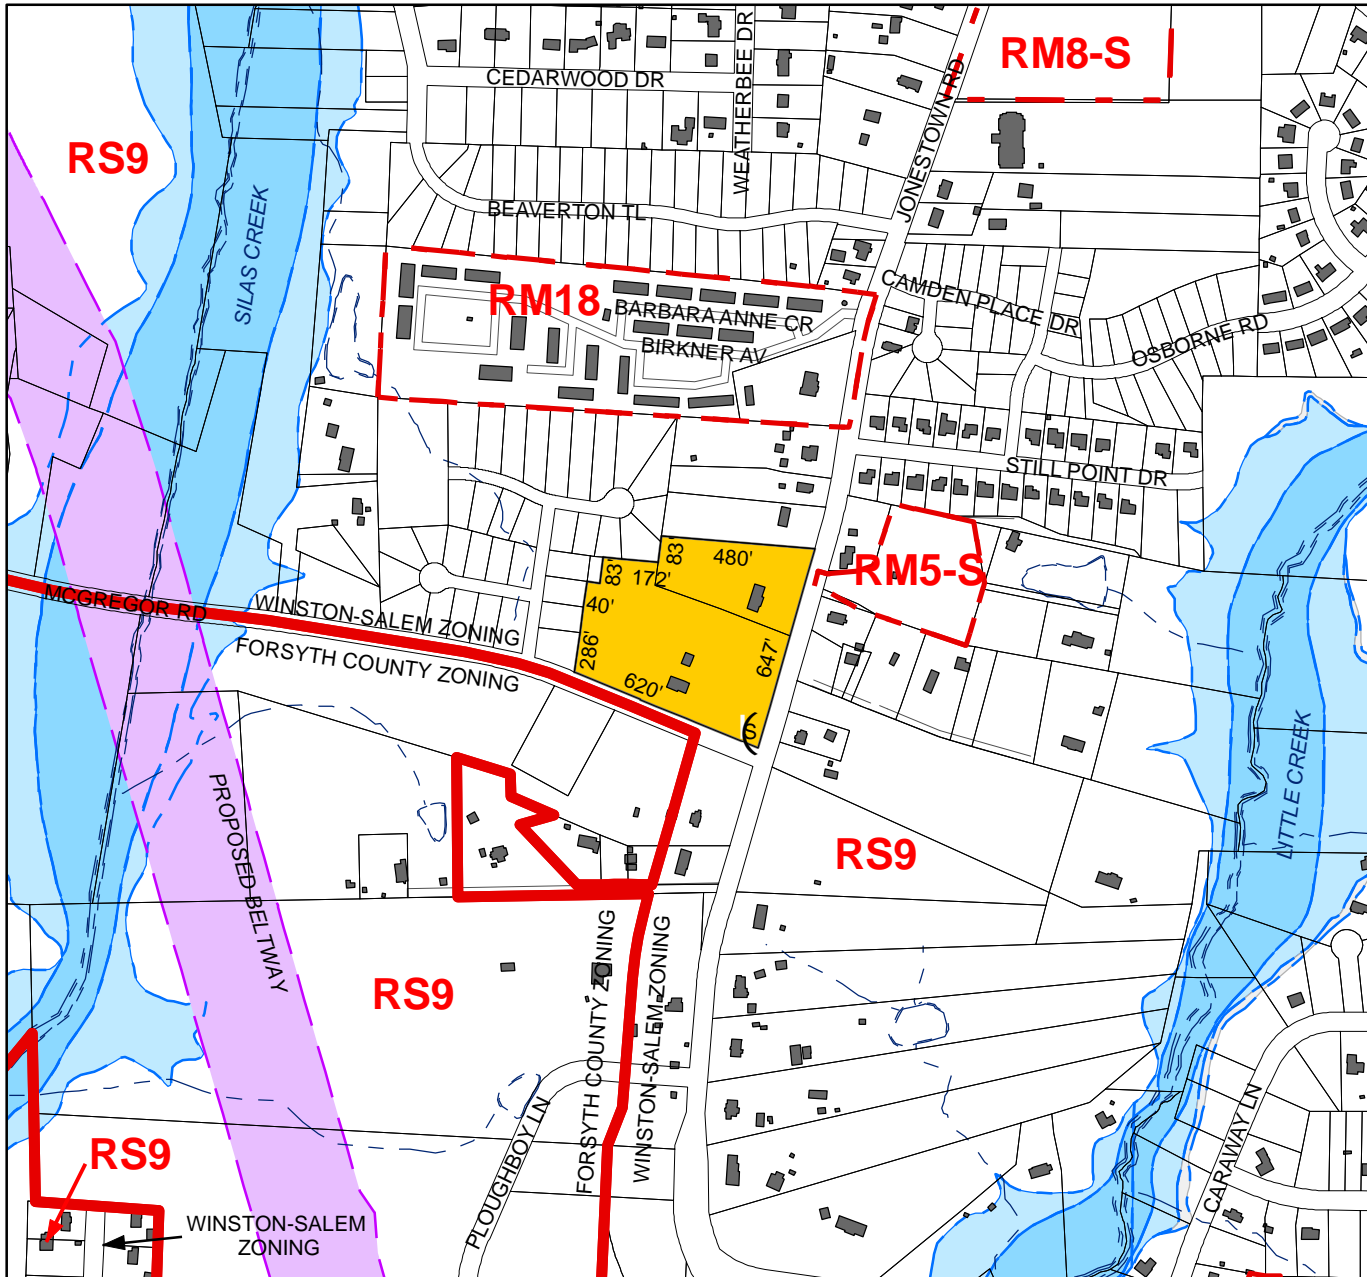 RM8-S
WEATHERBEE DR
CEDARWOOD DR
JONESTOWN RD
RS9
SILAS CREEK
BEAVERTON TL
CAMDEN PLACE DR
RM18
BARBARA ANNE CR
BIRKNER AV
OSBORNE RD
STILL POINT DR
83'
480'
83'
172'
RM5-S
40'
MCGREGOR RD
WINSTON-SALEM ZONING
FORSYTH COUNTY ZONING
286'
620'
647'
S
PROPOSED BELTWAY
LITTLE CREEK
RS9
RS9
FORSYTH COUNTY ZONING
WINSTON-SALEM ZONING
PLOUGHBOY LN
CARAWAY LN
RS9
WINSTON-SALEM
ZONING